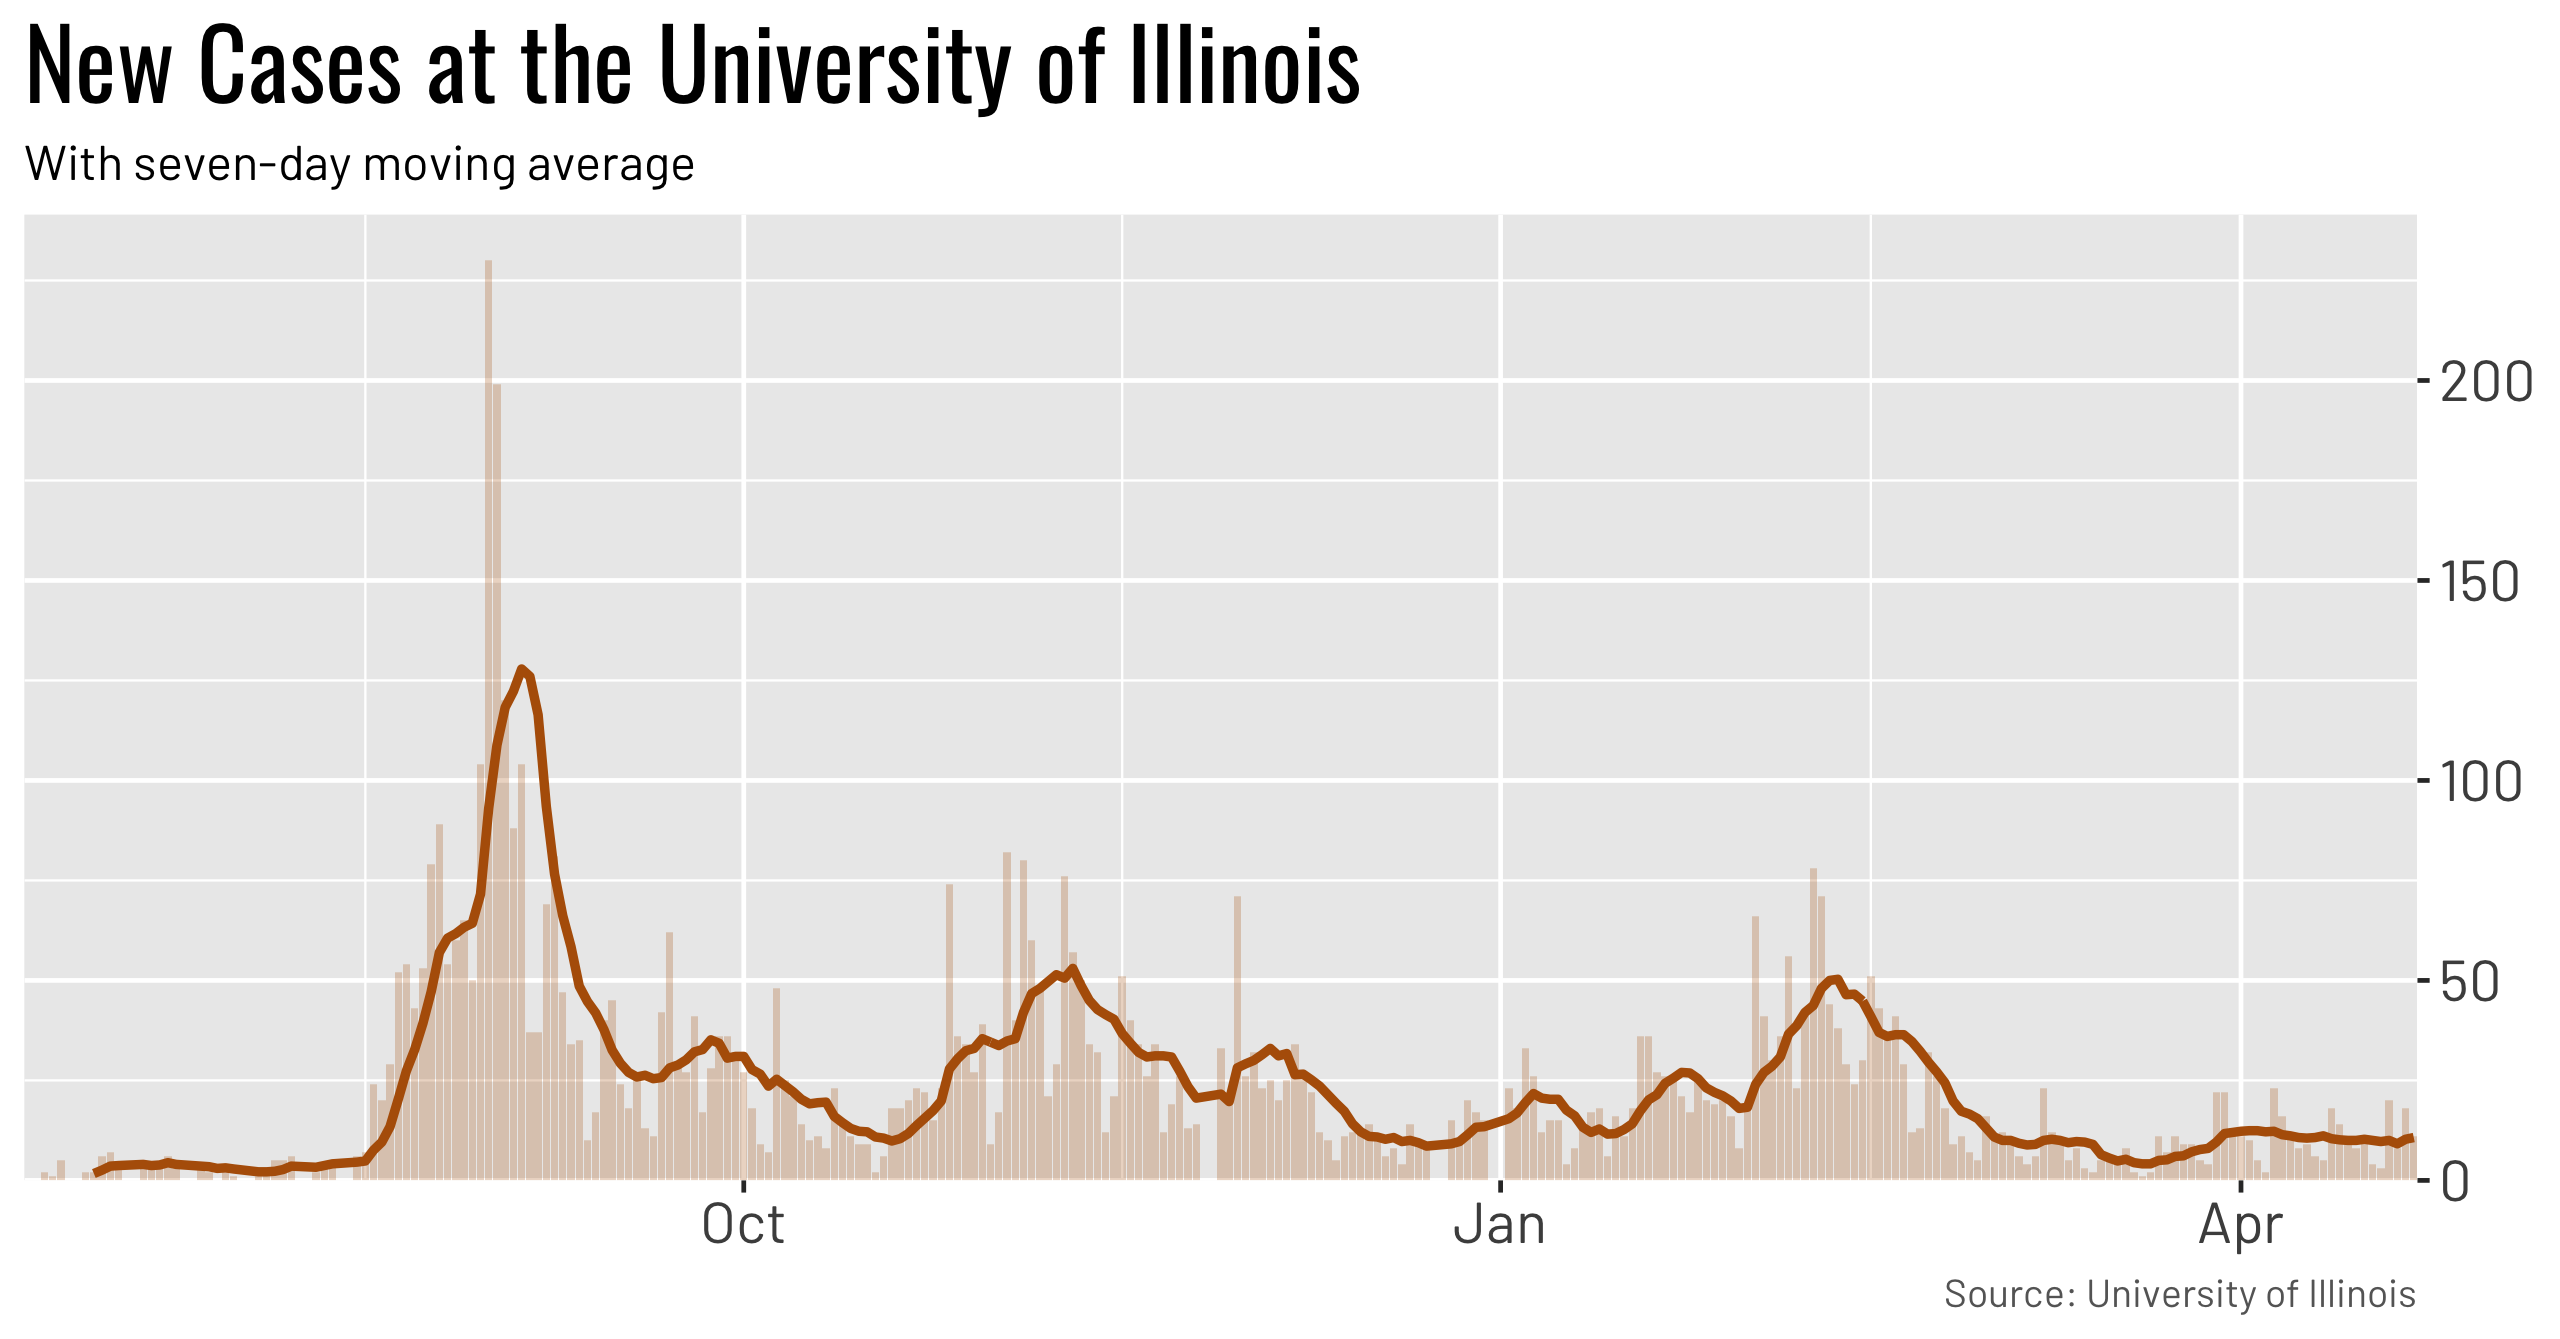 New Cases at the University of Illinois
With seven-day moving average
200
150
100
50
0
Oct Jan Apr
Source: University of Illinois